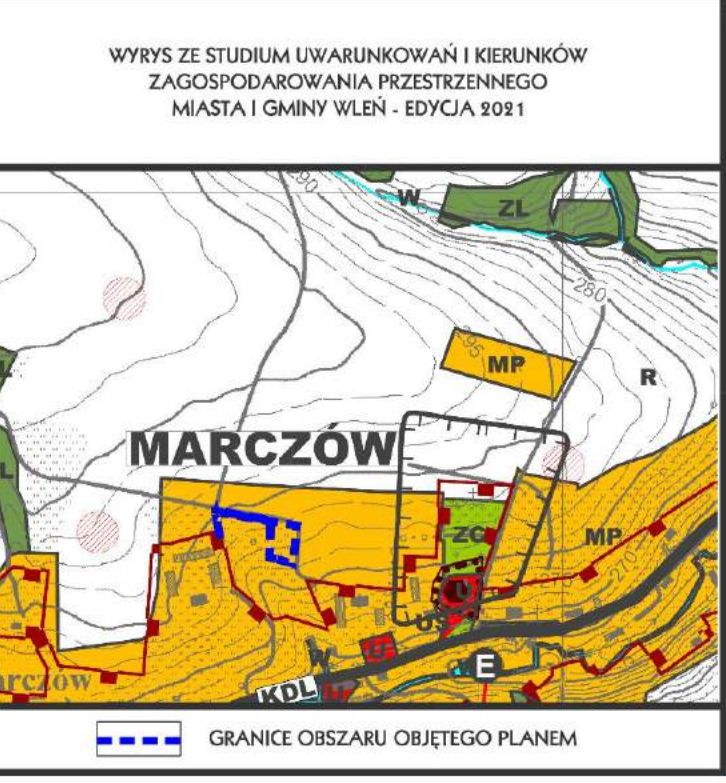 WYRYS ZE STUDIUM UWARUNKOWAŃ I KIERUNKÓW
ZAGOSPODAROWANIA PRZESTRZENNEGO
MIASTA I GMINY WLEŃ - EDYCJA 2021
290
W
ZL
280
295
MP
R
L
MARCZÓW
L
ZC
MP
270
U
US
W
U
W
E
arczów
KDL
U
GRANICE OBSZARU OBJĘTEGO PLANEM